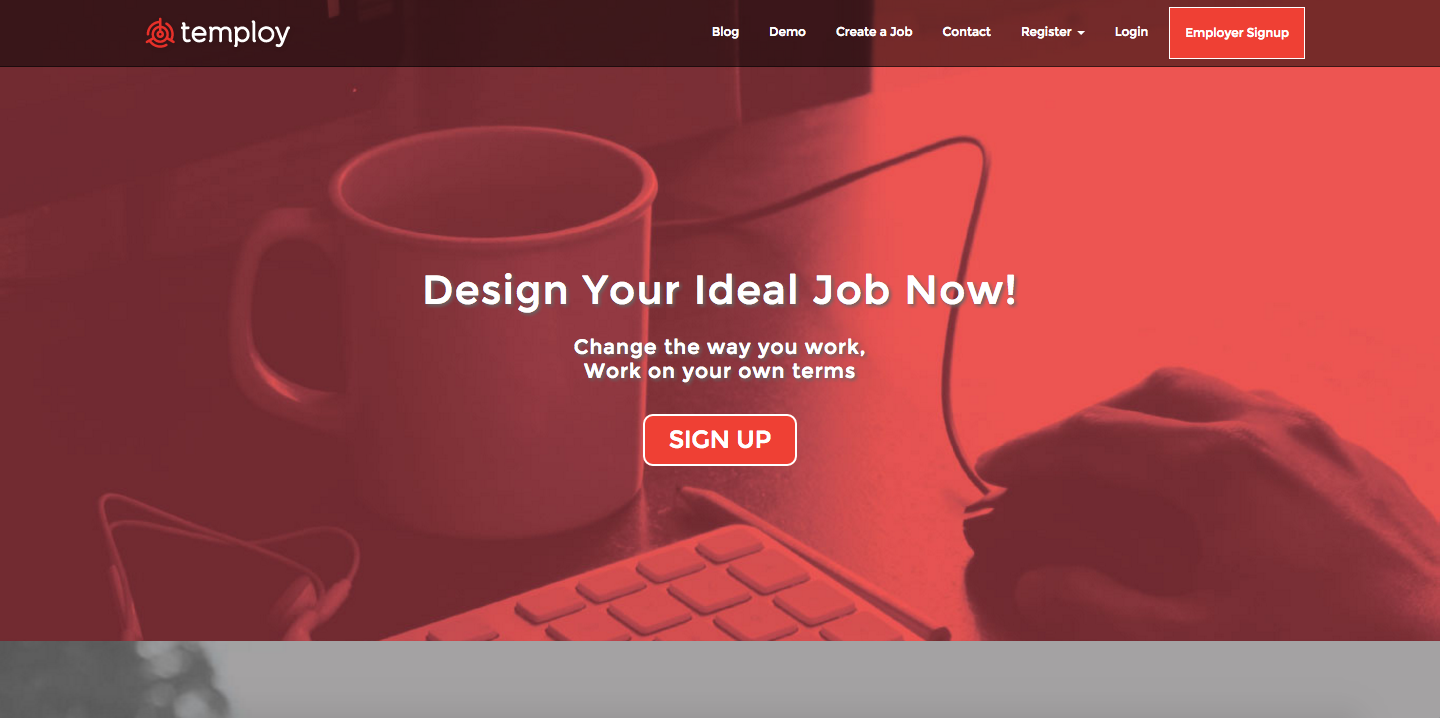 temploy
Blog Demo Create a Job Contact Register Login Employer Signup
Design Your Ideal Job Now!
Change the way you work,
Work on your own terms
SIGN UP